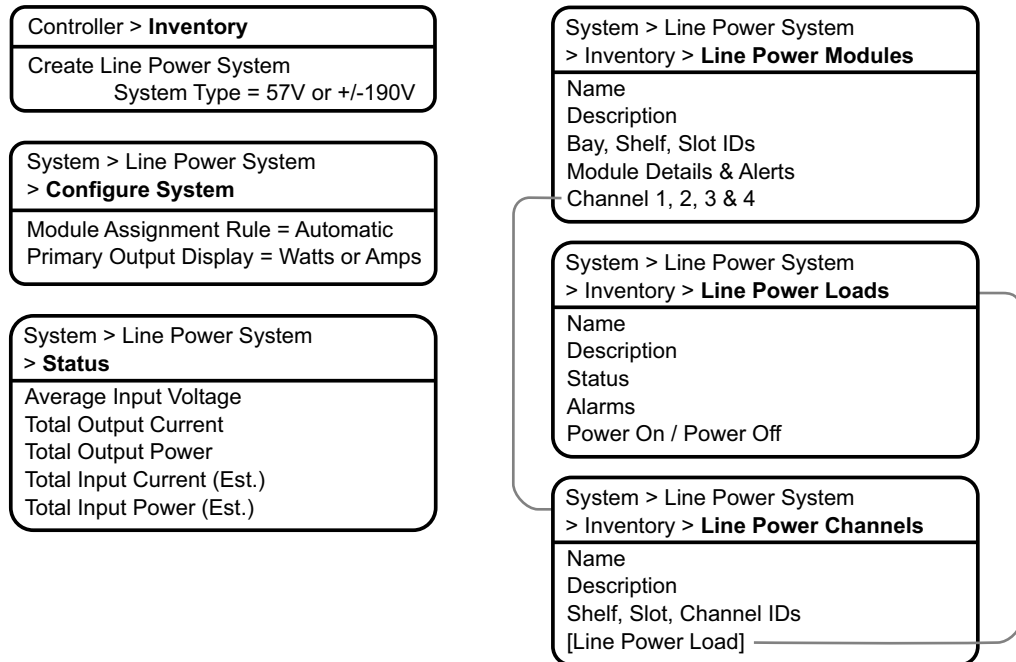 Controller > Inventory
Create Line Power System
System Type = 57V or +/-190V
System > Line Power System
> Configure System
Module Assignment Rule = Automatic
Primary Output Display = Watts or Amps
System > Line Power System
> Status
Average Input Voltage
Total Output Current
Total Output Power
Total Input Current (Est.)
Total Input Power (Est.)
System > Line Power System
> Inventory > Line Power Modules
Name
Description
Bay, Shelf, Slot IDs
Module Details & Alerts
Channel 1, 2, 3 & 4
System > Line Power System
> Inventory > Line Power Loads
Name
Description
Status
Alarms
Power On / Power Off
System > Line Power System
> Inventory > Line Power Channels
Name
Description
Shelf, Slot, Channel IDs
[Line Power Load]